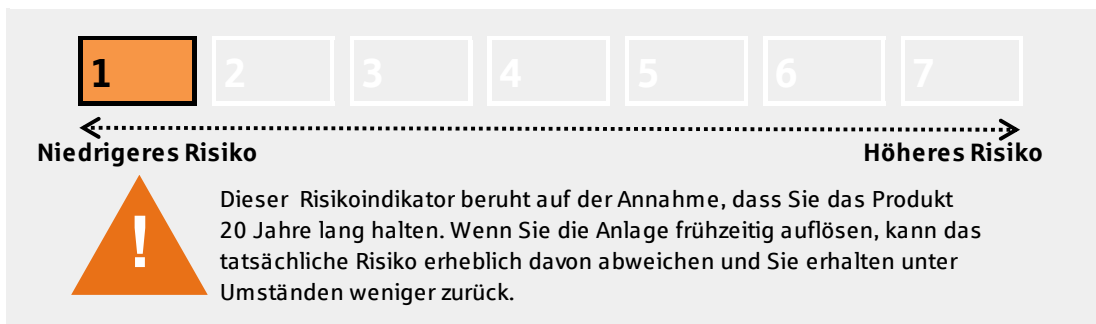 1 2 3 4 5 6 7
Niedrigeres Risiko Höheres Risiko
!
Dieser Risikoindikator beruht auf der Annahme, dass Sie das Produkt
20 Jahre lang halten. Wenn Sie die Anlage frühzeitig auflösen, kann das
tatsächliche Risiko erheblich davon abweichen und Sie erhalten unter
Umständen weniger zurück.